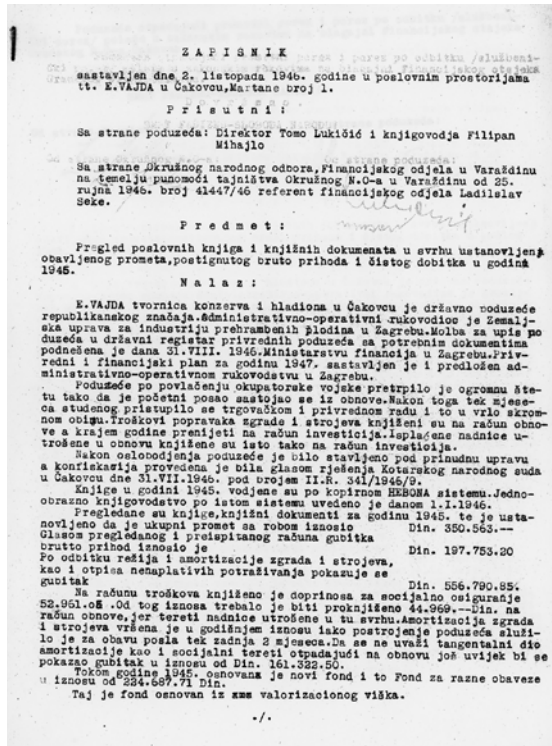 Z A P I S N I K
sastavljen dne 2. listopada 1946. godine u poslovnim prostorijama
tt. E.VAJDA u Čakovcu,Martane broj 1.
P r i s u t n i :
Sa strane poduzeća: Direktor Tomo Lukičić i knjigovodja Filipan
Mihajlo
Sa strane Okružnog narodnog odbora,Financijskog odjela u Varaždinu
na temelju punomoći tajništva Okružnog N.O-a u Varaždinu od 25.
rujna 1946. broj 41447/46 referent financijskog odjela Ladislav
Seke.
P r e d m e t :
Pregled poslovnih knjiga i knjižnih dokumenata u svrhu ustanovljenj
obavljenog prometa,postignutog bruto prihoda i čistog dobitka u godini
1945.
N a l a z :
E.VAJDA tvornica konzerva i hladiona u Čakovcu je državno poduzeće
republikanskog značaja.Administrativno-operativni rukovodioc je Zemalj-
ska uprava za industriju prehrambenih plodina u Zagrebu.Molba za upis po
duzeća u državni registar privrednih poduzeća sa potrebnim dokumentima
podnešena je dana 31.VIII. 1946.Ministarstvu financija u Zagrebu.Priv-
redni i financijski plan za godinu 1947. sastavljen je i predložen ad-
ministrativno-operativnom rukovodstvu u Zagrebu.
Poduzeće po povlačenju okupatorske vojske pretrpilo je ogromnu šte-
tu tako da je početni posao sastojao se iz obnove.Nakon toga tek mjese-
ca studenog pristupilo se trgovačkom i privrednom radu i to u vrlo skrom-
nom obimu.Troškovi popravaka zgrada i strojeva knjiženi su na račun obno-
ve a krajem godine prenijeti na račun investicija.Isplaćene nadnice u-
trošene u obnovu knjižene su isto tako na račun investicija.
Nakon oslobodjenja poduzeće je bilo stavljeno pod prinudnu upravu
a konfiskacija provedena je bila glasom rješenja Kotarskog narodnog suda
u Čakovcu dne 31.VII.1946. pod brojem II.R. 341/1946/9.
Knjige u godini 1945. vodjene su po kopirnom HEBONA sistemu.Jedno-
obrazno knjigovodstvo po istom sistemu uvedeno je danom 1.I.1946.
Pregledane su knjige,knjižni dokumenti za godinu 1945. te je usta-
novljeno da je ukupni promet sa robom iznosio Din. 350.563.--
Glasom pregledanog i preispitanog računa gubitka
brutto prihod iznosio je Din. 197.753.20
Po odbitku režija i amortizacije zgrada i strojeva,
kao i otpisa nenaplativih potraživanja pokazuje se
gubitak Din. 556.790.85
Na računu troškova knjiženo je doprinosa za socijalno osiguranje
52.961.05 .Od tog iznosa trebalo je biti proknjiženo 44.969.--Din. na
račun obnove,jer tereti nadnice utrošene u tu svrhu.Amortizacija zgrada
i strojeva vršena je u godišnjem iznosu iako postrojenje poduzeća služi-
lo je za obavu posla tek zadnja 2 mjeseca.Da se ne uvaži tangentalni dio
amortizacije kao i socijalni tereti otpadajući na obnovu još uvijek bi se
pokazao gubitak u iznosu od Din. 161.322.50.
Tokom godine 1945. osnovana je novi fond i to Fond za razne obaveze
u iznosu od 224.687.71 Din.
Taj je fond osnovan iz valorizacionog viška.
-/-